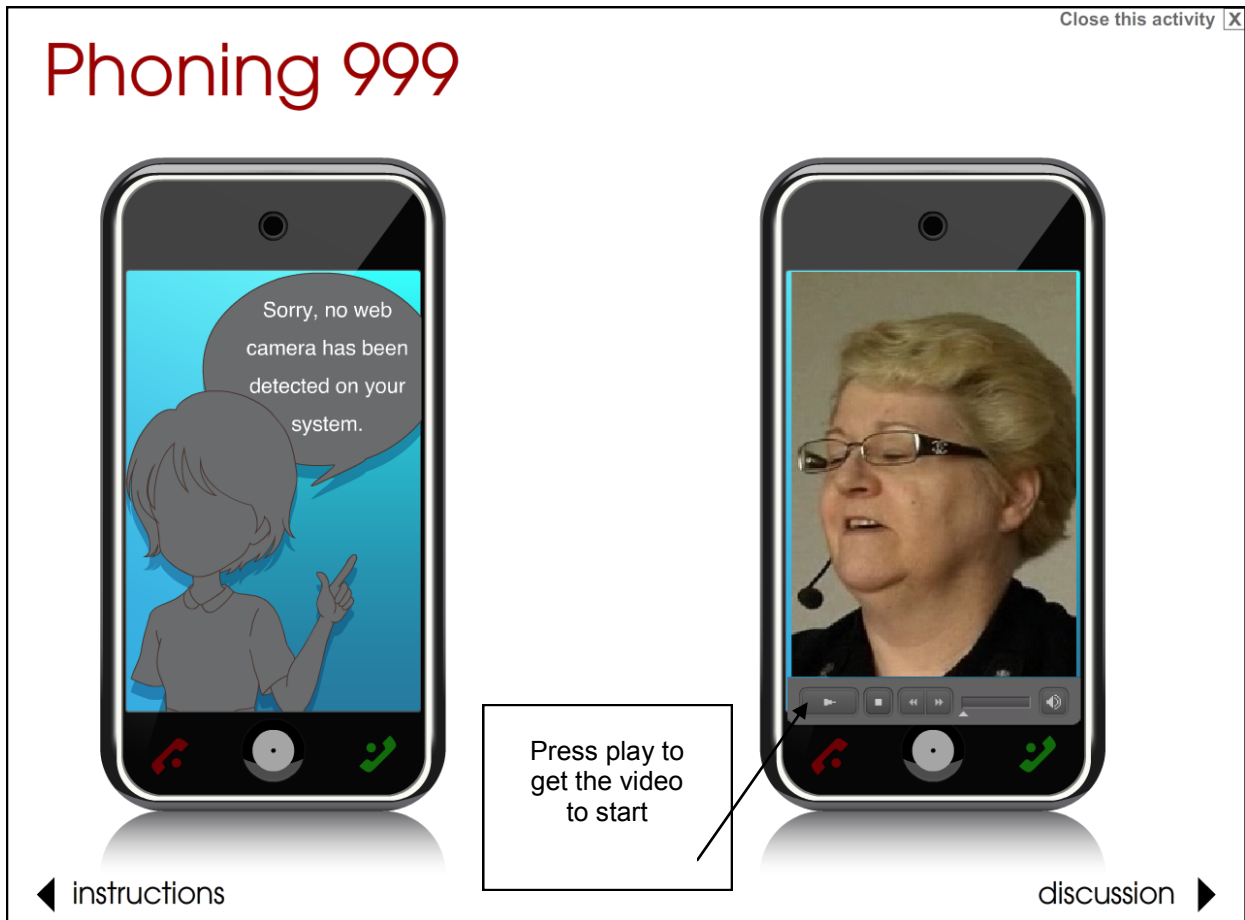 Close this activity X
Phoning 999
Sorry, no web
camera has been
detected on your
system.
Press play to
get the video
to start
instructions
discussion